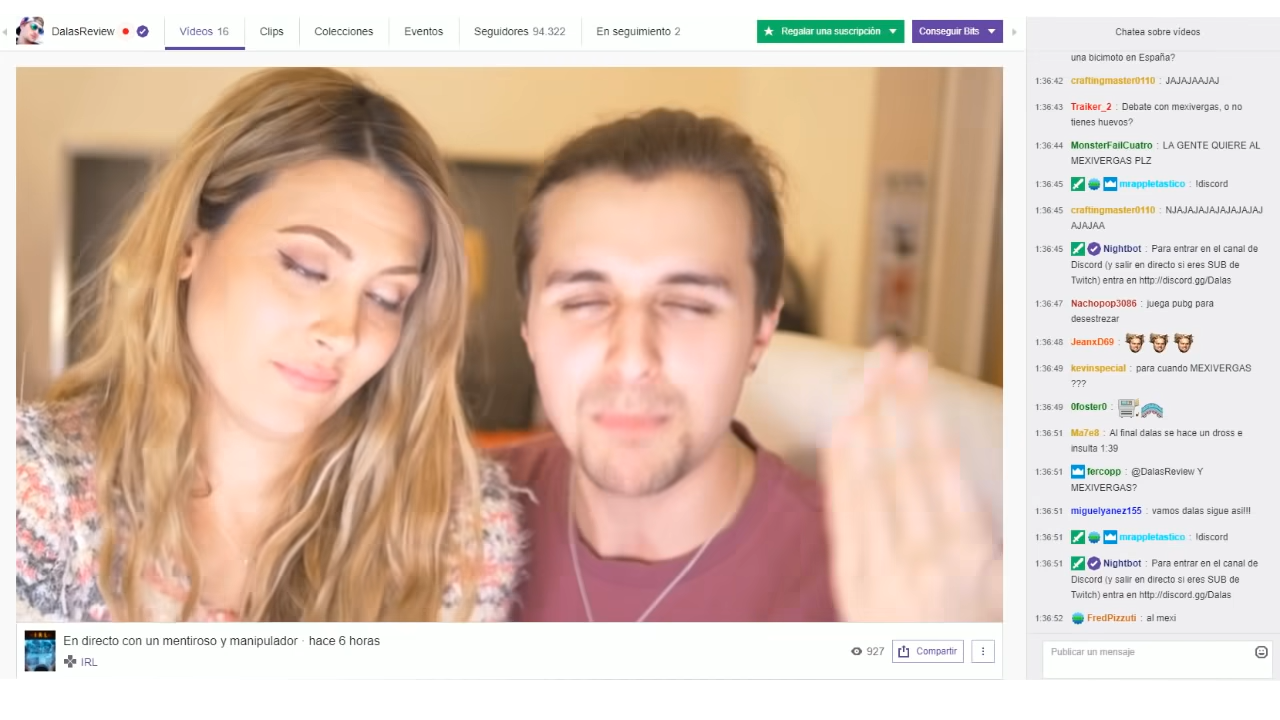 DalasReview
Vídeos 16
Clips
Colecciones
Eventos
Seguidores 94.322
En seguimiento 2
Regalar una suscripción
Conseguir Bits
En directo con un mentiroso y manipulador · hace 6 horas
IRL
927
Compartir
Chatea sobre vídeos
una bicimoto en España?
1:36:42 craftingmaster0110 : JAJAJAAJAJ
1:36:43 Traiker_2 : Debate con mexivergas, o no
tienes huevos?
1:36:44 MonsterFailCuatro : LA GENTE QUIERE AL
MEXIVERGAS PLZ
1:36:45 mrappletastico : !discord
1:36:45 craftingmaster0110 : NJAJAJAJAJAJAJAJAJ
AJAJAA
1:36:45 Nightbot : Para entrar en el canal de
Discord (y salir en directo si eres SUB de
Twitch) entra en http://discord.gg/Dalas
1:36:47 Nachopop3086 : juega pubg para
desestrezar
1:36:48 JeanxD69 :
1:36:49 kevinspecial : para cuando MEXIVERGAS
???
1:36:49 0foster0 :
1:36:51 Ma7e8 : Al final dalas se hace un dross e
insulta 1:39
1:36:51 fercopp : @DalasReview Y
MEXIVERGAS?
1:36:51 miguelyanez155 : vamos dalas sigue asi!!!
1:36:51 mrappletastico : !discord
1:36:51 Nightbot : Para entrar en el canal de
Discord (y salir en directo si eres SUB de
Twitch) entra en http://discord.gg/Dalas
1:36:52 FredPizzuti : al mexi
Publicar un mensaje